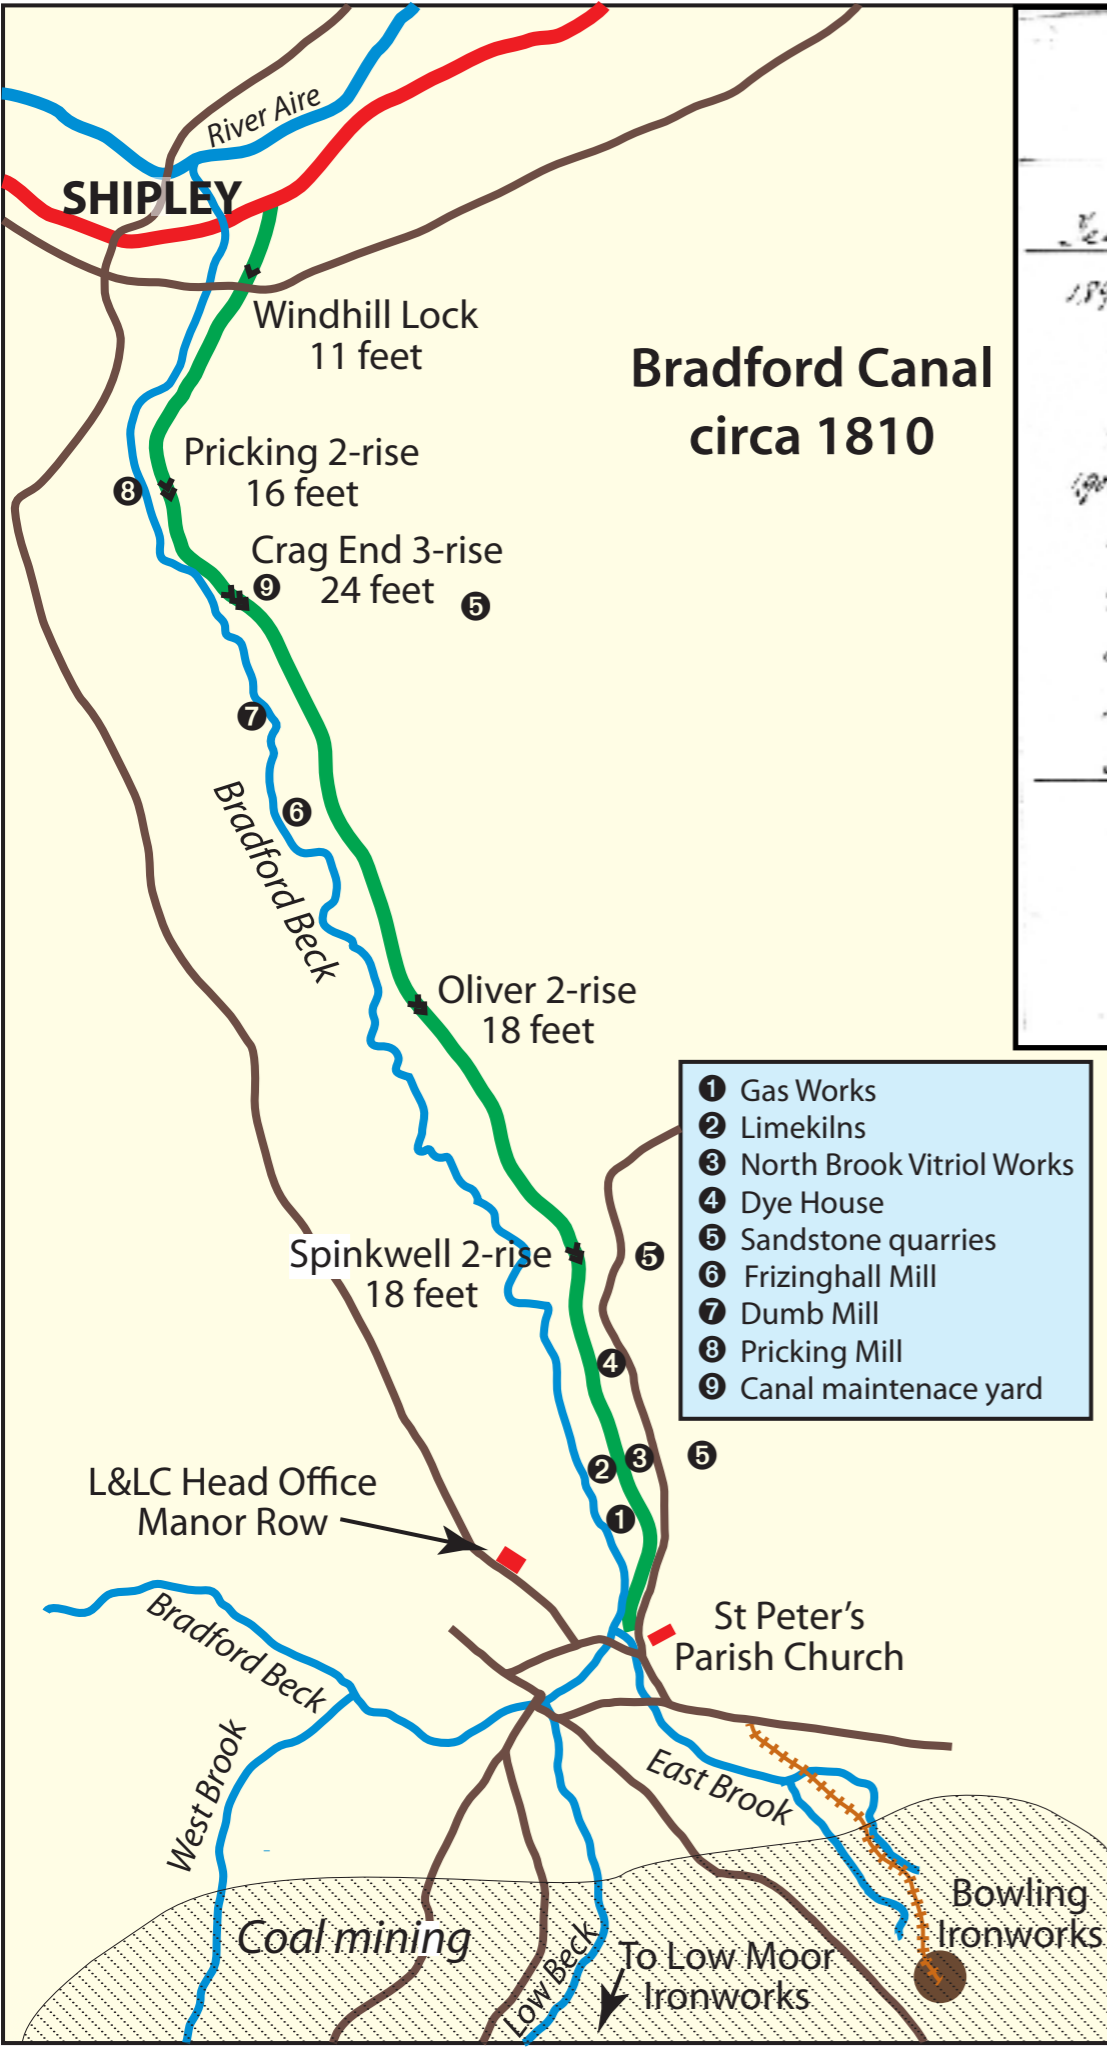 River Aire
SHIPLEY
Windhill Lock
11 feet
Bradford Canal
circa 1810
Pricking 2-rise
16 feet
8
Crag End 3-rise
24 feet
9
5
7
6
Bradford Beck
Oliver 2-rise
18 feet
1 Gas Works
2 Limekilns
3 North Brook Vitriol Works
4 Dye House
5 Sandstone quarries
6 Frizinghall Mill
7 Dumb Mill
8 Pricking Mill
9 Canal maintenace yard
Spinkwell 2-rise
18 feet
5
4
3
5
2
1
L&LC Head Office
Manor Row
St Peter's
Parish Church
Bradford Beck
West Brook
East Brook
Bowling
Ironworks
Coal mining
Low Beck
To Low Moor
Ironworks